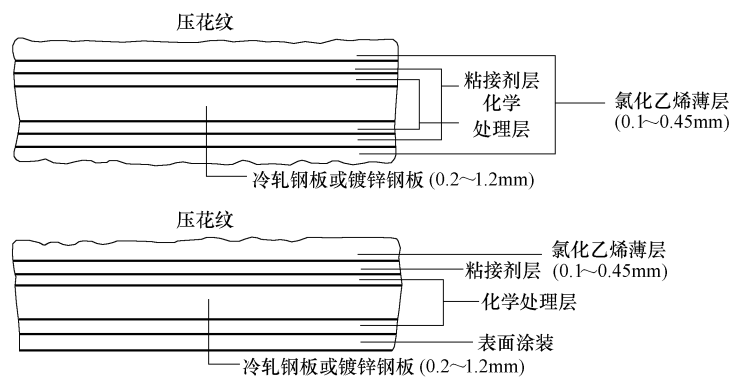 压花纹
粘接剂层
化学
处理层
氯化乙烯薄层
(0.1~0.45mm)
冷轧钢板或镀锌钢板 (0.2~1.2mm)
压花纹
氯化乙烯薄层
粘接剂层 (0.1~0.45mm)
化学处理层
表面涂装
冷轧钢板或镀锌钢板 (0.2~1.2mm)